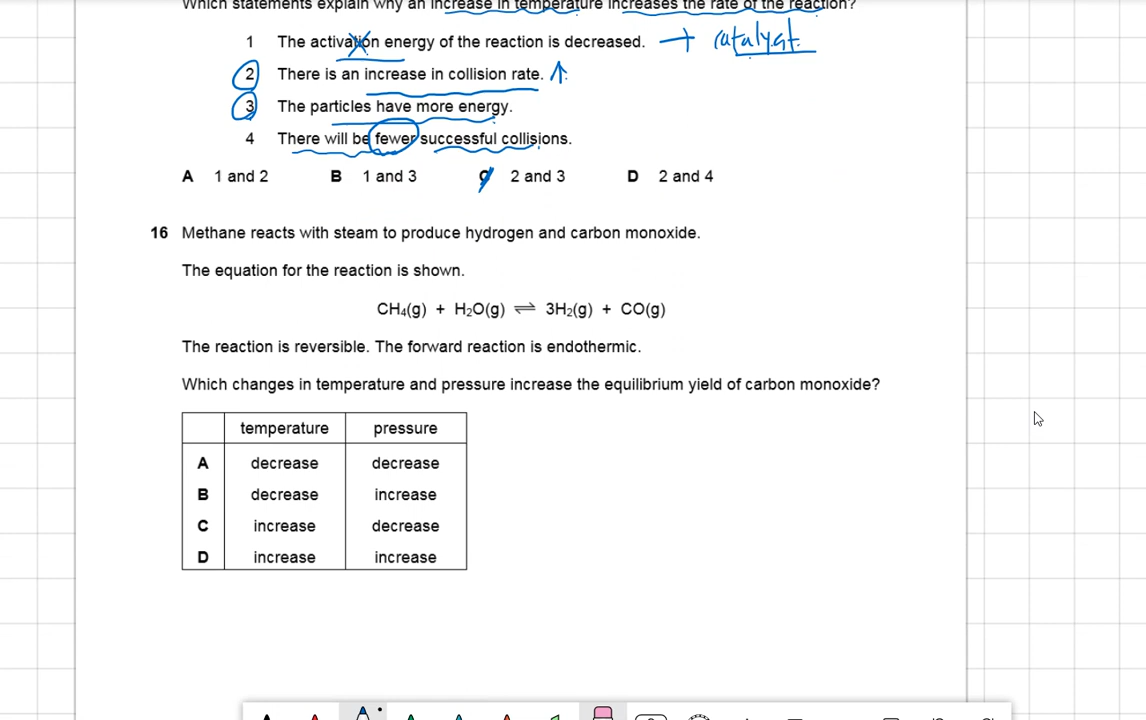 Which statements explain why an increase in temperature increases the rate of the reaction?
1 The activation energy of the reaction is decreased. → catalyst.
2 There is an increase in collision rate. ↑
3 The particles have more energy.
4 There will be fewer successful collisions.
A 1 and 2 B 1 and 3 C 2 and 3 D 2 and 4
16 Methane reacts with steam to produce hydrogen and carbon monoxide.
The equation for the reaction is shown.
CH₄(g) + H₂O(g) ⇌ 3H₂(g) + CO(g)
The reaction is reversible. The forward reaction is endothermic.
Which changes in temperature and pressure increase the equilibrium yield of carbon monoxide?
temperature pressure
A decrease decrease
B decrease increase
C increase decrease
D increase increase